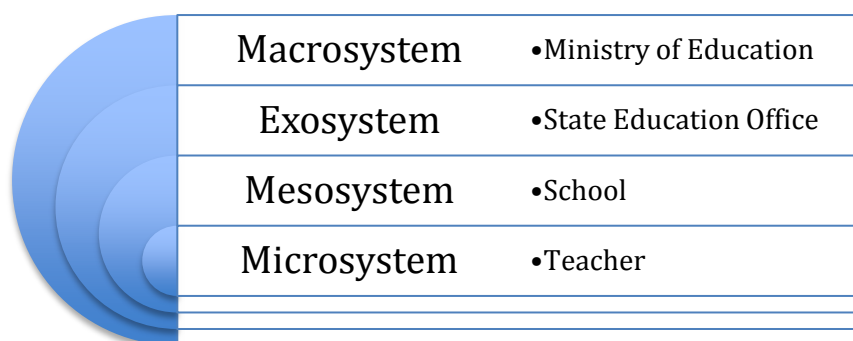 Macrosystem •Ministry of Education
Exosystem •State Education Office
Mesosystem •School
Microsystem •Teacher